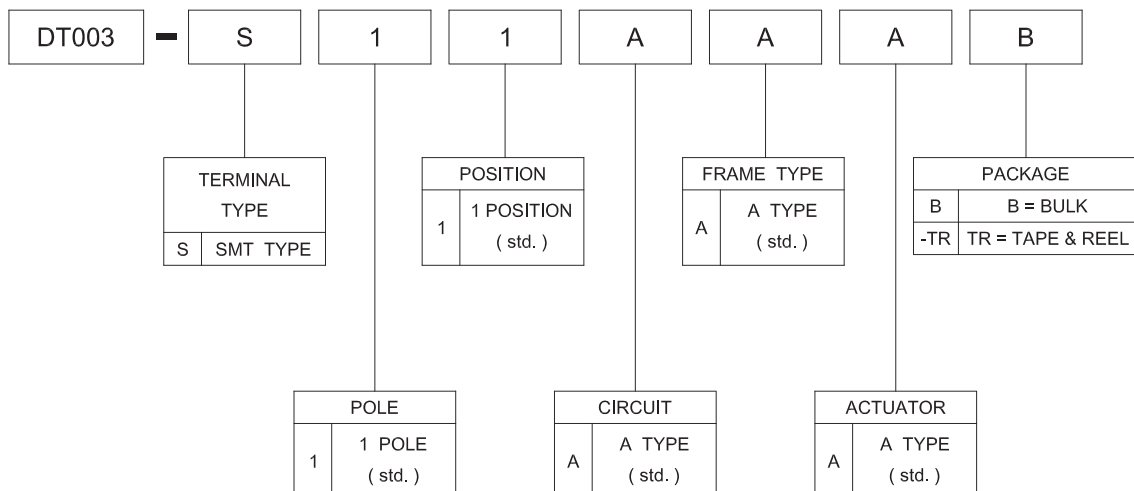 DT003 - S 1 1 A A A B
TERMINAL
TYPE
S SMT TYPE
POSITION
1 1 POSITION
( std. )
FRAME TYPE
A A TYPE
( std. )
PACKAGE
B B = BULK
-TR TR = TAPE & REEL
POLE
1 1 POLE
( std. )
CIRCUIT
A A TYPE
( std. )
ACTUATOR
A A TYPE
( std. )